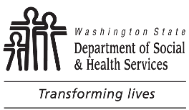 Washington State
Department of Social
& Health Services
Transforming lives